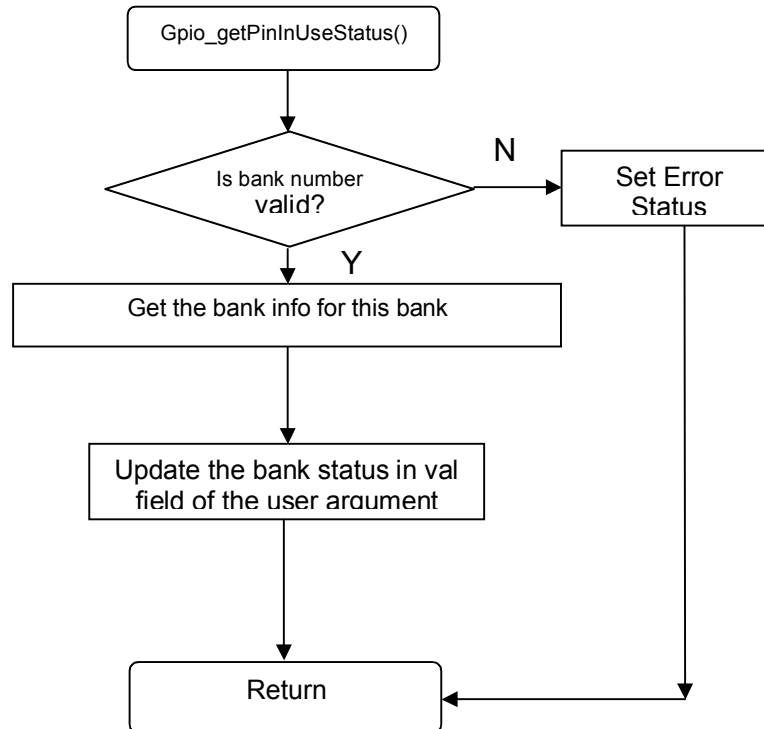 Gpio_getPinInUseStatus()
N
Is bank number
valid?
Set Error
Status
Y
Get the bank info for this bank
Update the bank status in val
field of the user argument
Return